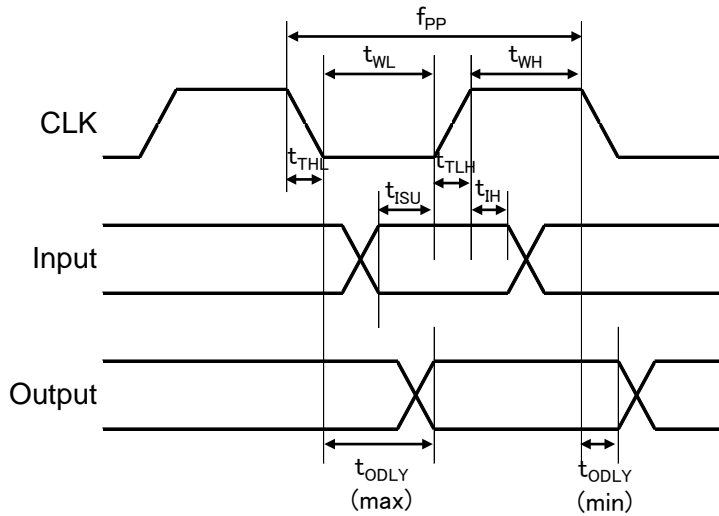 fPP
tWL
tWH
CLK
tTHL
tTLH
tISU
tIH
Input
Output
tODLY
(max)
tODLY
(min)